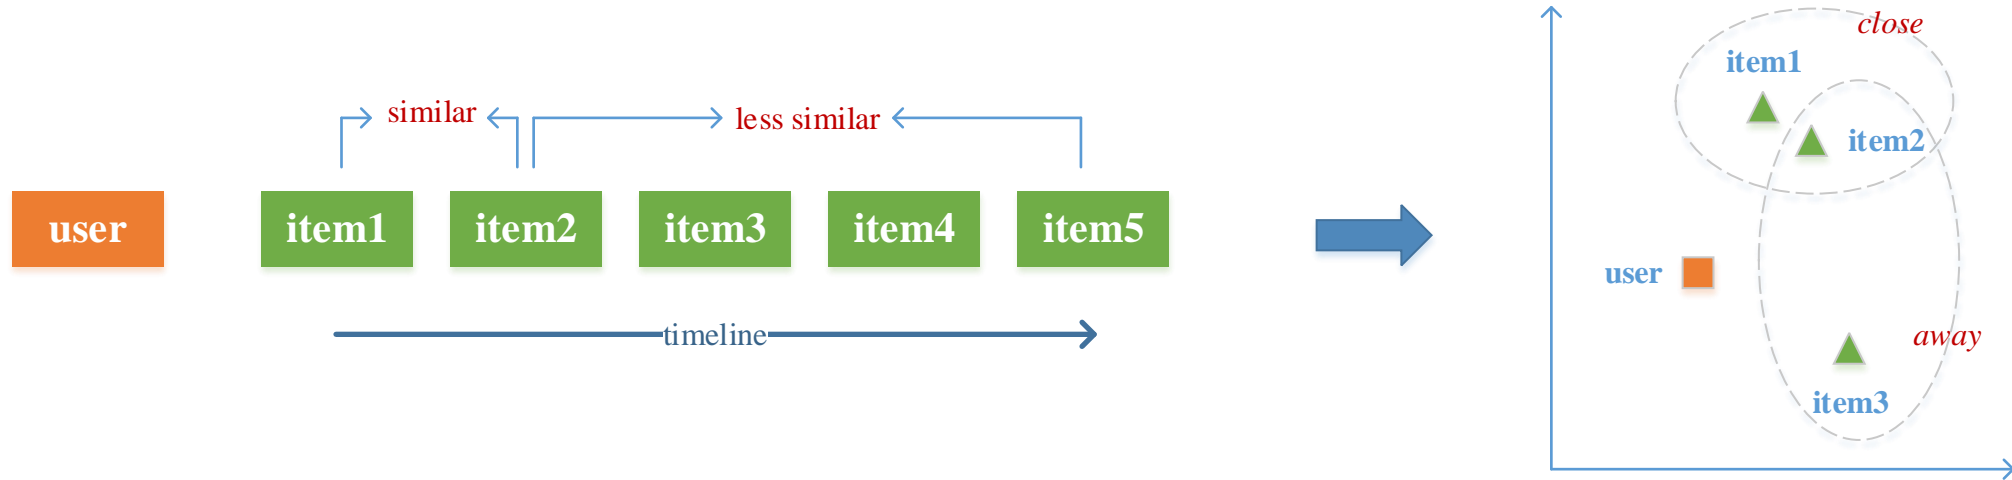 similar
less similar
user
item1
item2
item3
item4
item5
timeline
close
item1
item2
user
away
item3